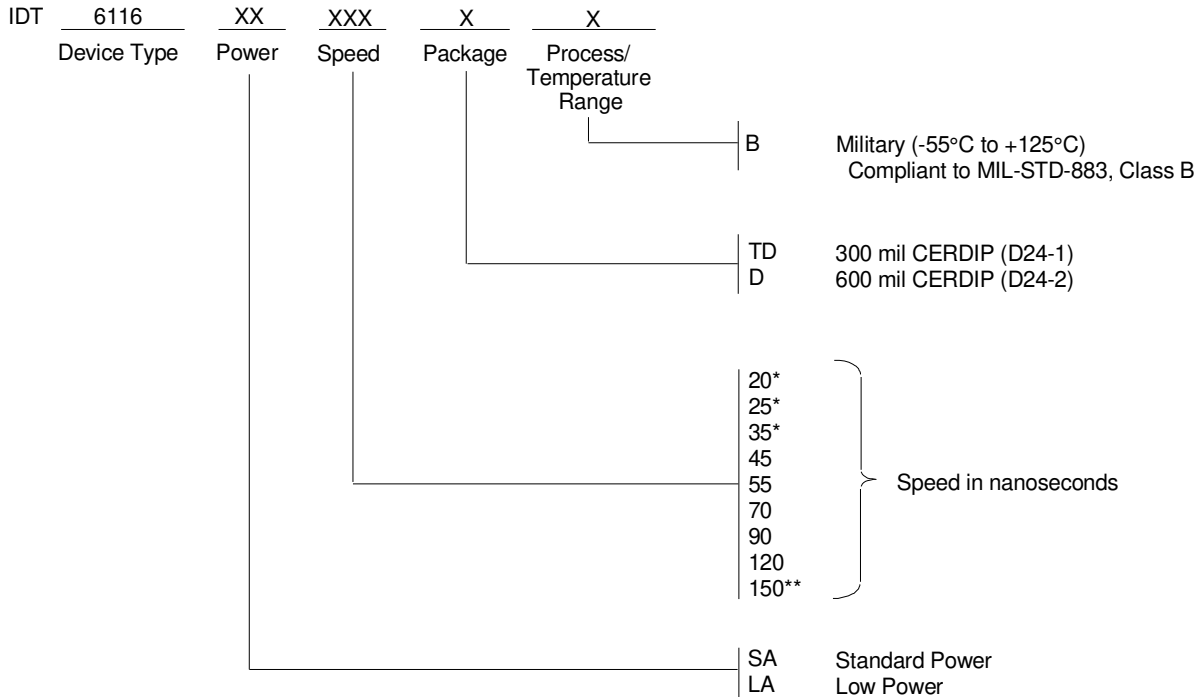 IDT 6116 XX XXX X X
Device Type Power Speed Package Process/
Temperature
Range
B Military (-55°C to +125°C)
Compliant to MIL-STD-883, Class B
TD 300 mil CERDIP (D24-1)
D 600 mil CERDIP (D24-2)
20*
25*
35*
45
55 Speed in nanoseconds
70
90
120
150**
SA Standard Power
LA Low Power